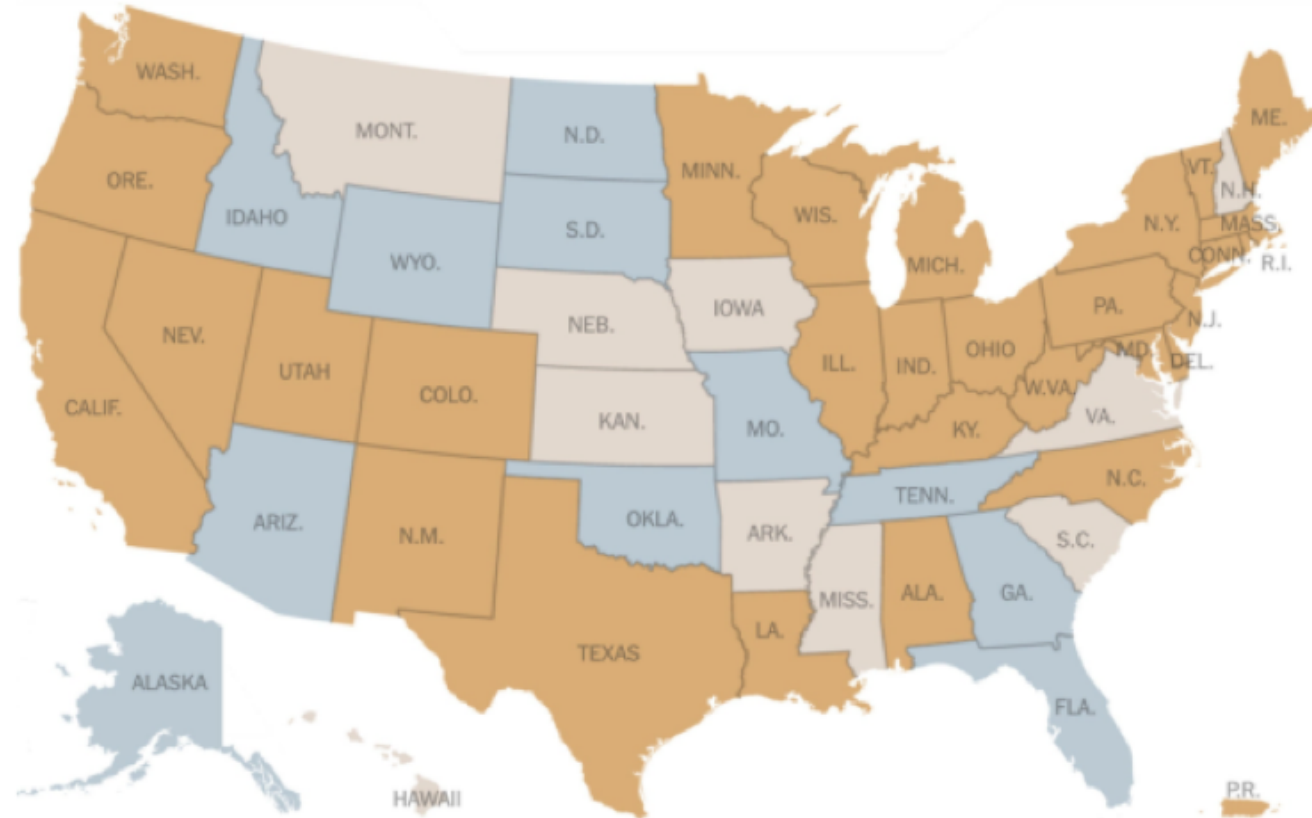 WASH.
ME.
MONT.
N.D.
MINN.
VT.
ORE.
N.H.
IDAHO
WIS.
N.Y.
MASS.
S.D.
CONN.
WYO.
MICH.
R.I.
IOWA
PA.
NEB.
N.J.
NEV.
OHIO
MD.
ILL.
IND.
DEL.
UTAH
COLO.
W.VA.
CALIF.
VA.
KAN.
MO.
KY.
N.C.
TENN.
ARIZ.
OKLA.
N.M.
ARK.
S.C.
MISS.
ALA.
GA.
LA.
TEXAS
ALASKA
FLA.
HAWAII
P.R.